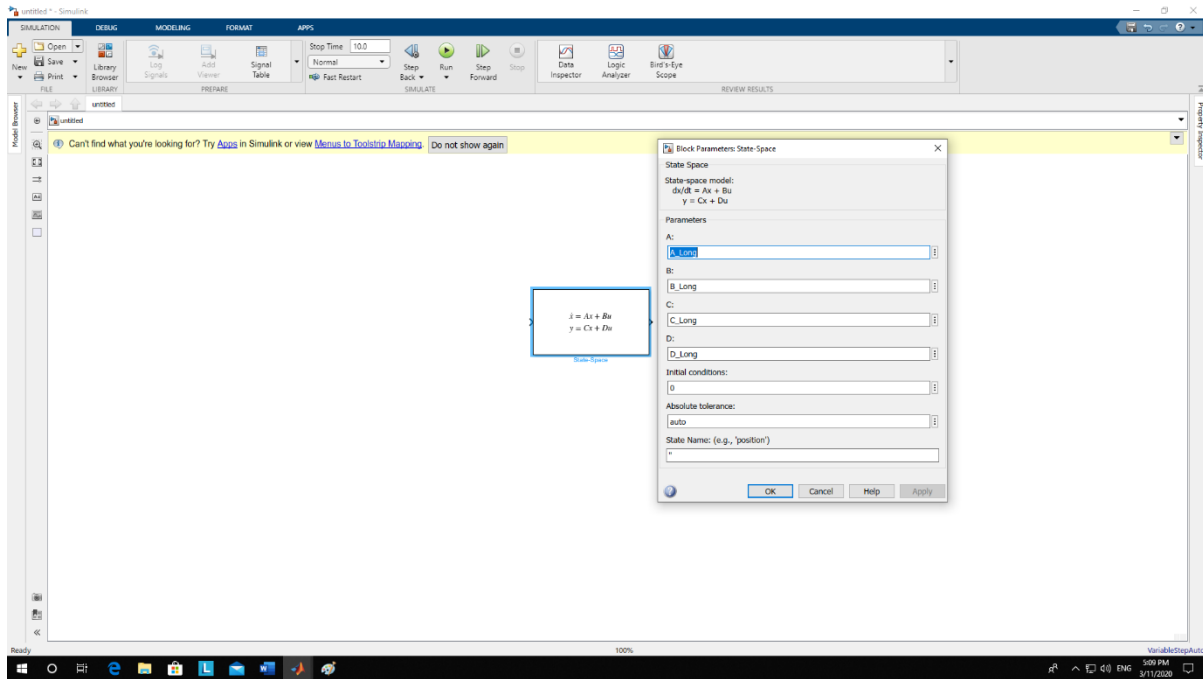 untitled * - Simulink
SIMULATION DEBUG MODELING FORMAT APPS
New
Open
Save
Print
FILE
Library Browser
LIBRARY
Log Signals
Add Viewer
Signal Table
PREPARE
Stop Time 10.0
Normal
Fast Restart
Step Back
Run
Step Forward
Stop
SIMULATE
Data Inspector
Logic Analyzer
Bird's-Eye Scope
REVIEW RESULTS
Model Browser
Property Inspector
untitled
untitled
Can't find what you're looking for? Try Apps in Simulink or view Menus to Toolstrip Mapping. Do not show again
ẋ = Ax + Bu
y = Cx + Du
State-Space
Block Parameters: State-Space
State Space
State-space model:
dx/dt = Ax + Bu
y = Cx + Du
Parameters
A:
A_Long
B:
B_Long
C:
C_Long
D:
D_Long
Initial conditions:
0
Absolute tolerance:
auto
State Name: (e.g., 'position')
''
OK Cancel Help Apply
Ready 100% VariableStepAuto
ENG 5:09 PM
3/11/2020